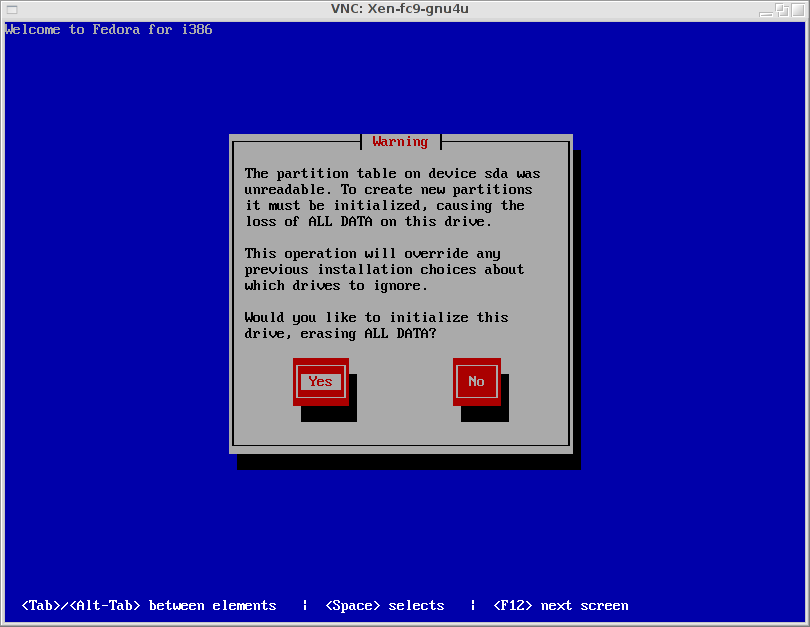 VNC: Xen-fc9-gnu4u
Welcome to Fedora for i386
Warning
The partition table on device sda was
unreadable. To create new partitions
it must be initialized, causing the
loss of ALL DATA on this drive.
This operation will override any
previous installation choices about
which drives to ignore.
Would you like to initialize this
drive, erasing ALL DATA?
Yes No
<Tab>/<Alt-Tab> between elements | <Space> selects | <F12> next screen